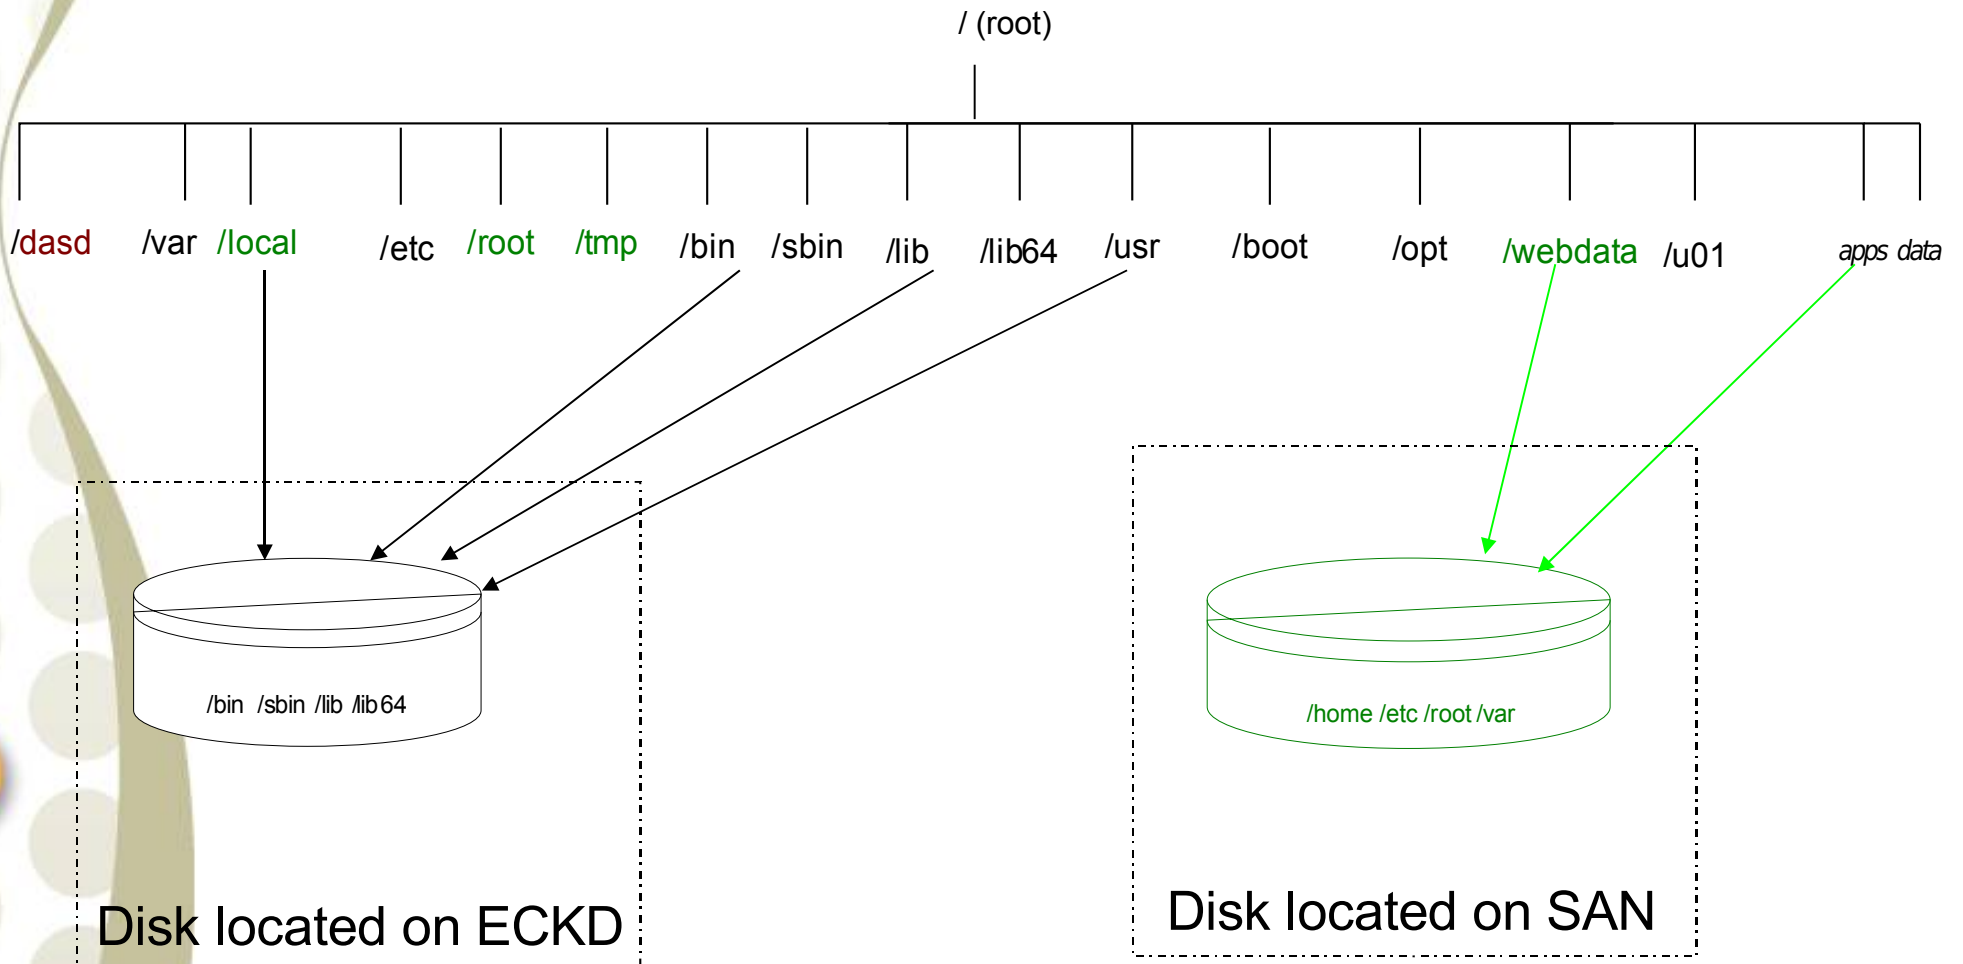 / (root)
/dasd /var /local /etc /root /tmp /bin /sbin /lib /lib64 /usr /boot /opt /webdata /u01 apps data
/bin /sbin /lib /lib64
/home /etc /root /var
Disk located on ECKD
Disk located on SAN